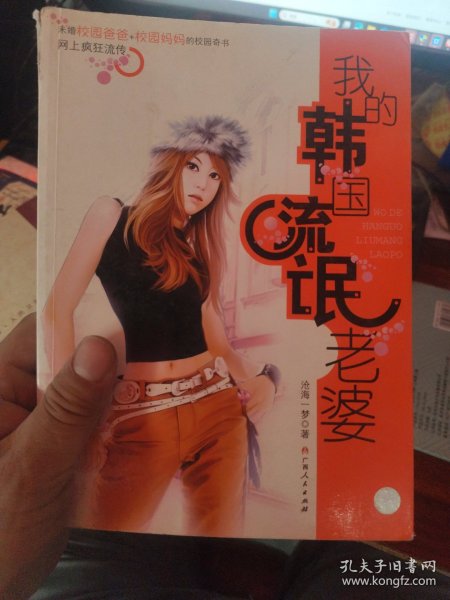 未婚校园爸爸+校园妈妈的校园奇书
网上疯狂流传
我的韩国流氓老婆
WO DE
HANGUO
LIUMANG
LAOPO
沧海一梦◎著
广西人民出版社
孔夫子旧书网
www.kongfz.com